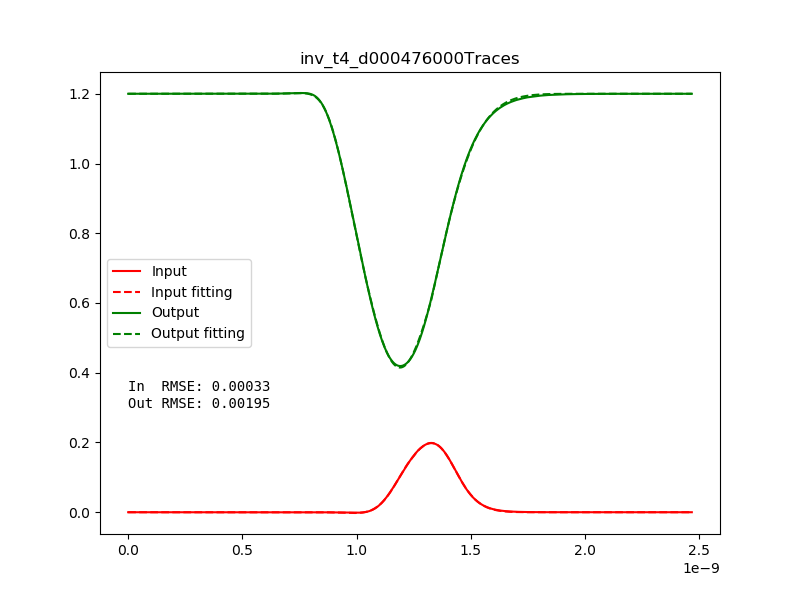 inv_t4_d000476000Traces
1.2
1.0
0.8
0.6
0.4
0.2
0.0
Input
Input fitting
Output
Output fitting
In  RMSE: 0.00033
Out RMSE: 0.00195
0.0 0.5 1.0 1.5 2.0 2.5
1e−9